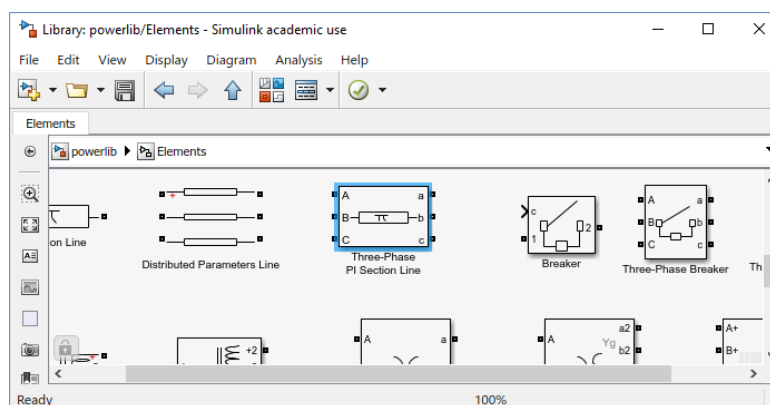 Library: powerlib/Elements - Simulink academic use
File Edit View Display Diagram Analysis Help
Elements
powerlib Elements
A a
B b
C c
c
1 2
A a
B b
C c
on Line
Distributed Parameters Line
Three-Phase
PI Section Line
Breaker
Three-Phase Breaker
Th
+2
A a
A a2
Yg
b2
A+
B+
Ready 100%